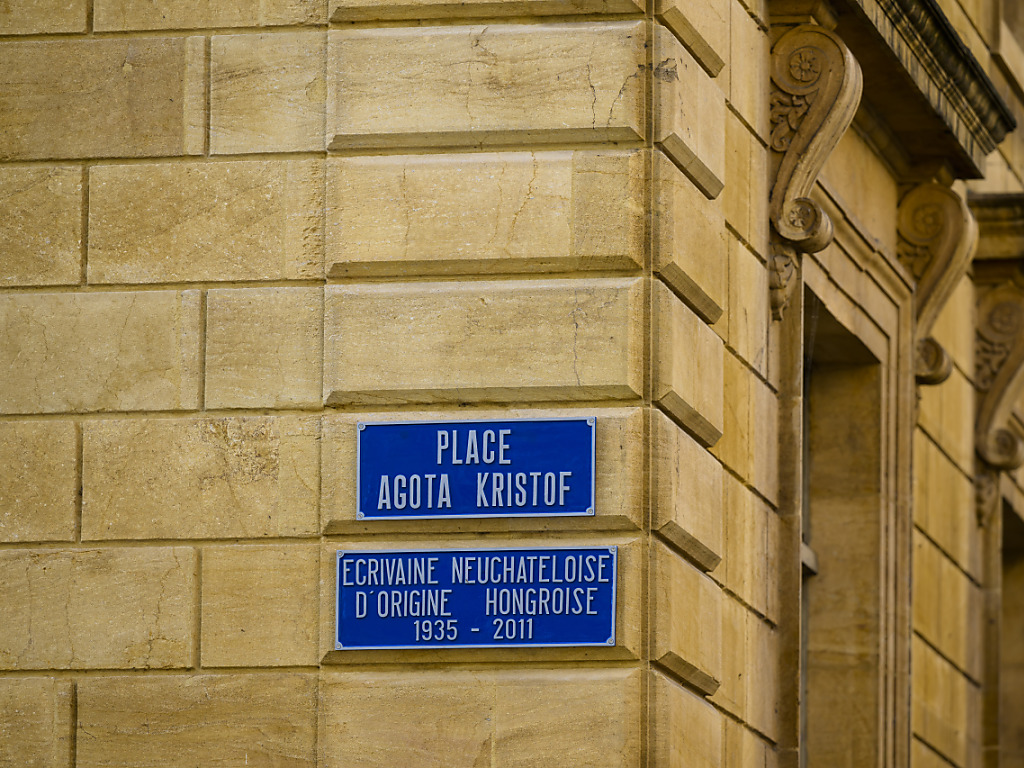 PLACE
AGOTA KRISTOF
ECRIVAINE NEUCHATELOISE
D'ORIGINE HONGROISE
1935 - 2011